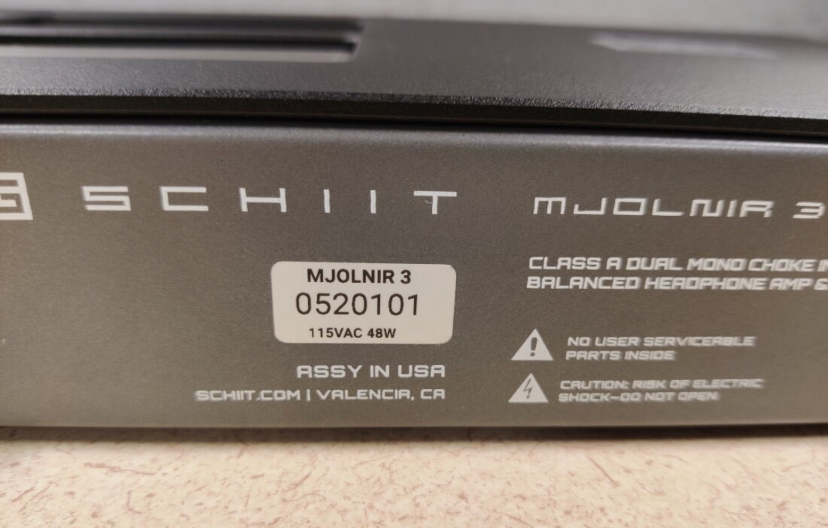 SCHIIT
MJOLNIR 3
CLASS A DUAL MONO CHOKE
BALANCED HEADPHONE AMP &
MJOLNIR 3
0520101
115VAC 48W
ASSY IN USA
SCHIIT.COM | VALENCIA, CA
NO USER SERVICEABLE
PARTS INSIDE
CAUTION: RISK OF ELECTRIC
SHOCK—DO NOT OPEN